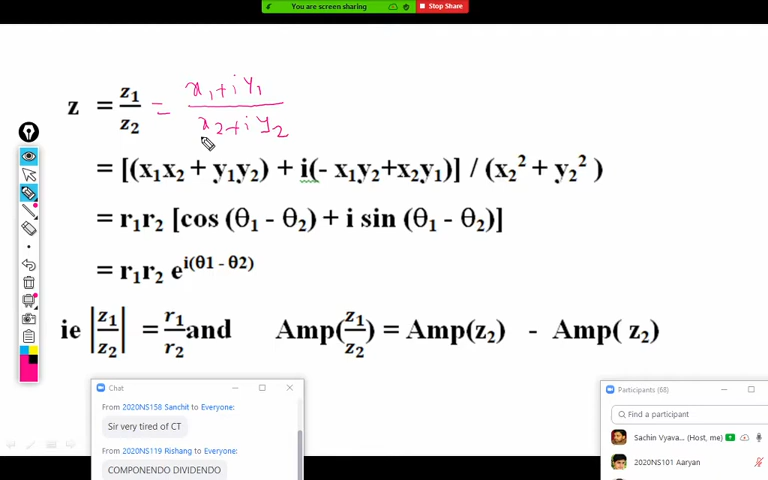 You are screen sharing Stop Share
z = z₁/z₂ = x₁+iy₁/x₂+iy₂
= [(x₁x₂ + y₁y₂) + i(- x₁y₂+x₂y₁)] / (x₂² + y₂² )
= r₁r₂ [cos (θ₁ - θ₂) + i sin (θ₁ - θ₂)]
= r₁r₂ e^i(θ1 - θ2)
ie |z₁/z₂| = r₁/r₂ and Amp(z₁/z₂) = Amp(z₂) - Amp( z₂)
Chat
From 2020NS158 Sanchit to Everyone:
Sir very tired of CT
From 2020NS119 Rishang to Everyone:
COMPONENDO DIVIDENDO
Participants (68)
Find a participant
Sachin Vyava... (Host, me)
2020NS101 Aaryan